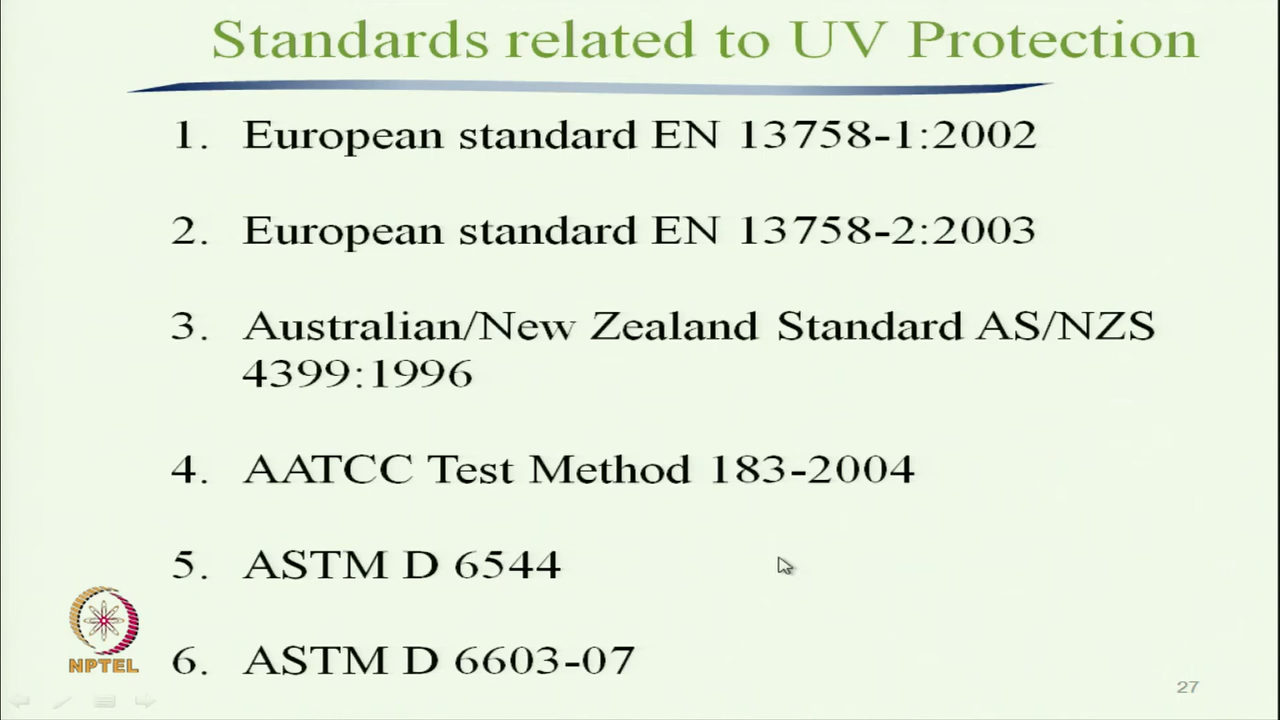 Standards related to UV Protection
1. European standard EN 13758-1:2002
2. European standard EN 13758-2:2003
3. Australian/New Zealand Standard AS/NZS
4399:1996
4. AATCC Test Method 183-2004
5. ASTM D 6544
6. ASTM D 6603-07
NPTEL
27